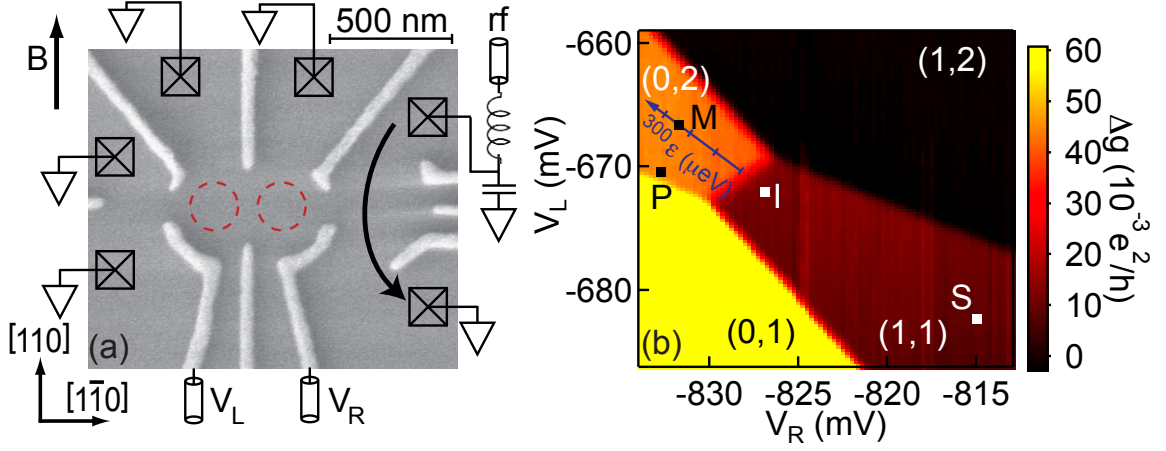 B
500 nm
rf
[110]
[11̅0]
(a)
V_L
V_R
-660
-670
-680
V_L (mV)
(0,2)
(1,2)
M
300 ε (μeV)
P
I
S
(b)
(0,1)
(1,1)
-830
-825
-820
-815
V_R (mV)
60
50
40
30
20
10
0
Δg (10⁻³ e²/h)